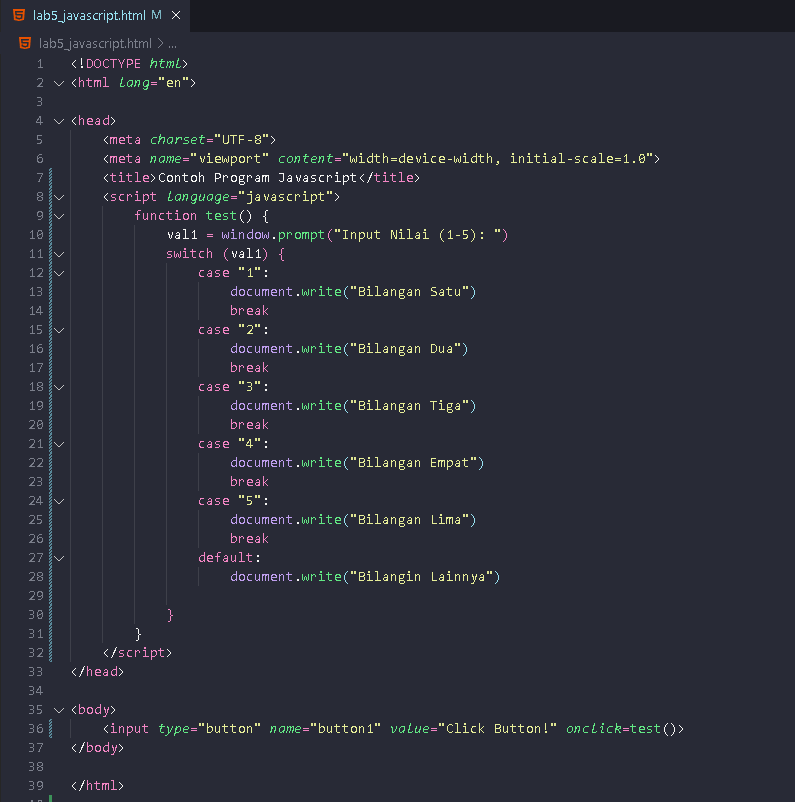 lab5_javascript.html M ×
lab5_javascript.html > ...
1 <!DOCTYPE html>
2 <html lang="en">
3
4 <head>
5     <meta charset="UTF-8">
6     <meta name="viewport" content="width=device-width, initial-scale=1.0">
7     <title>Contoh Program Javascript</title>
8     <script language="javascript">
9         function test() {
10             val1 = window.prompt("Input Nilai (1-5): ")
11             switch (val1) {
12                 case "1":
13                     document.write("Bilangan Satu")
14                     break
15                 case "2":
16                     document.write("Bilangan Dua")
17                     break
18                 case "3":
19                     document.write("Bilangan Tiga")
20                     break
21                 case "4":
22                     document.write("Bilangan Empat")
23                     break
24                 case "5":
25                     document.write("Bilangan Lima")
26                     break
27                 default:
28                     document.write("Bilangin Lainnya")
29
30             }
31         }
32     </script>
33 </head>
34
35 <body>
36     <input type="button" name="button1" value="Click Button!" onclick=test()>
37 </body>
38
39 </html>